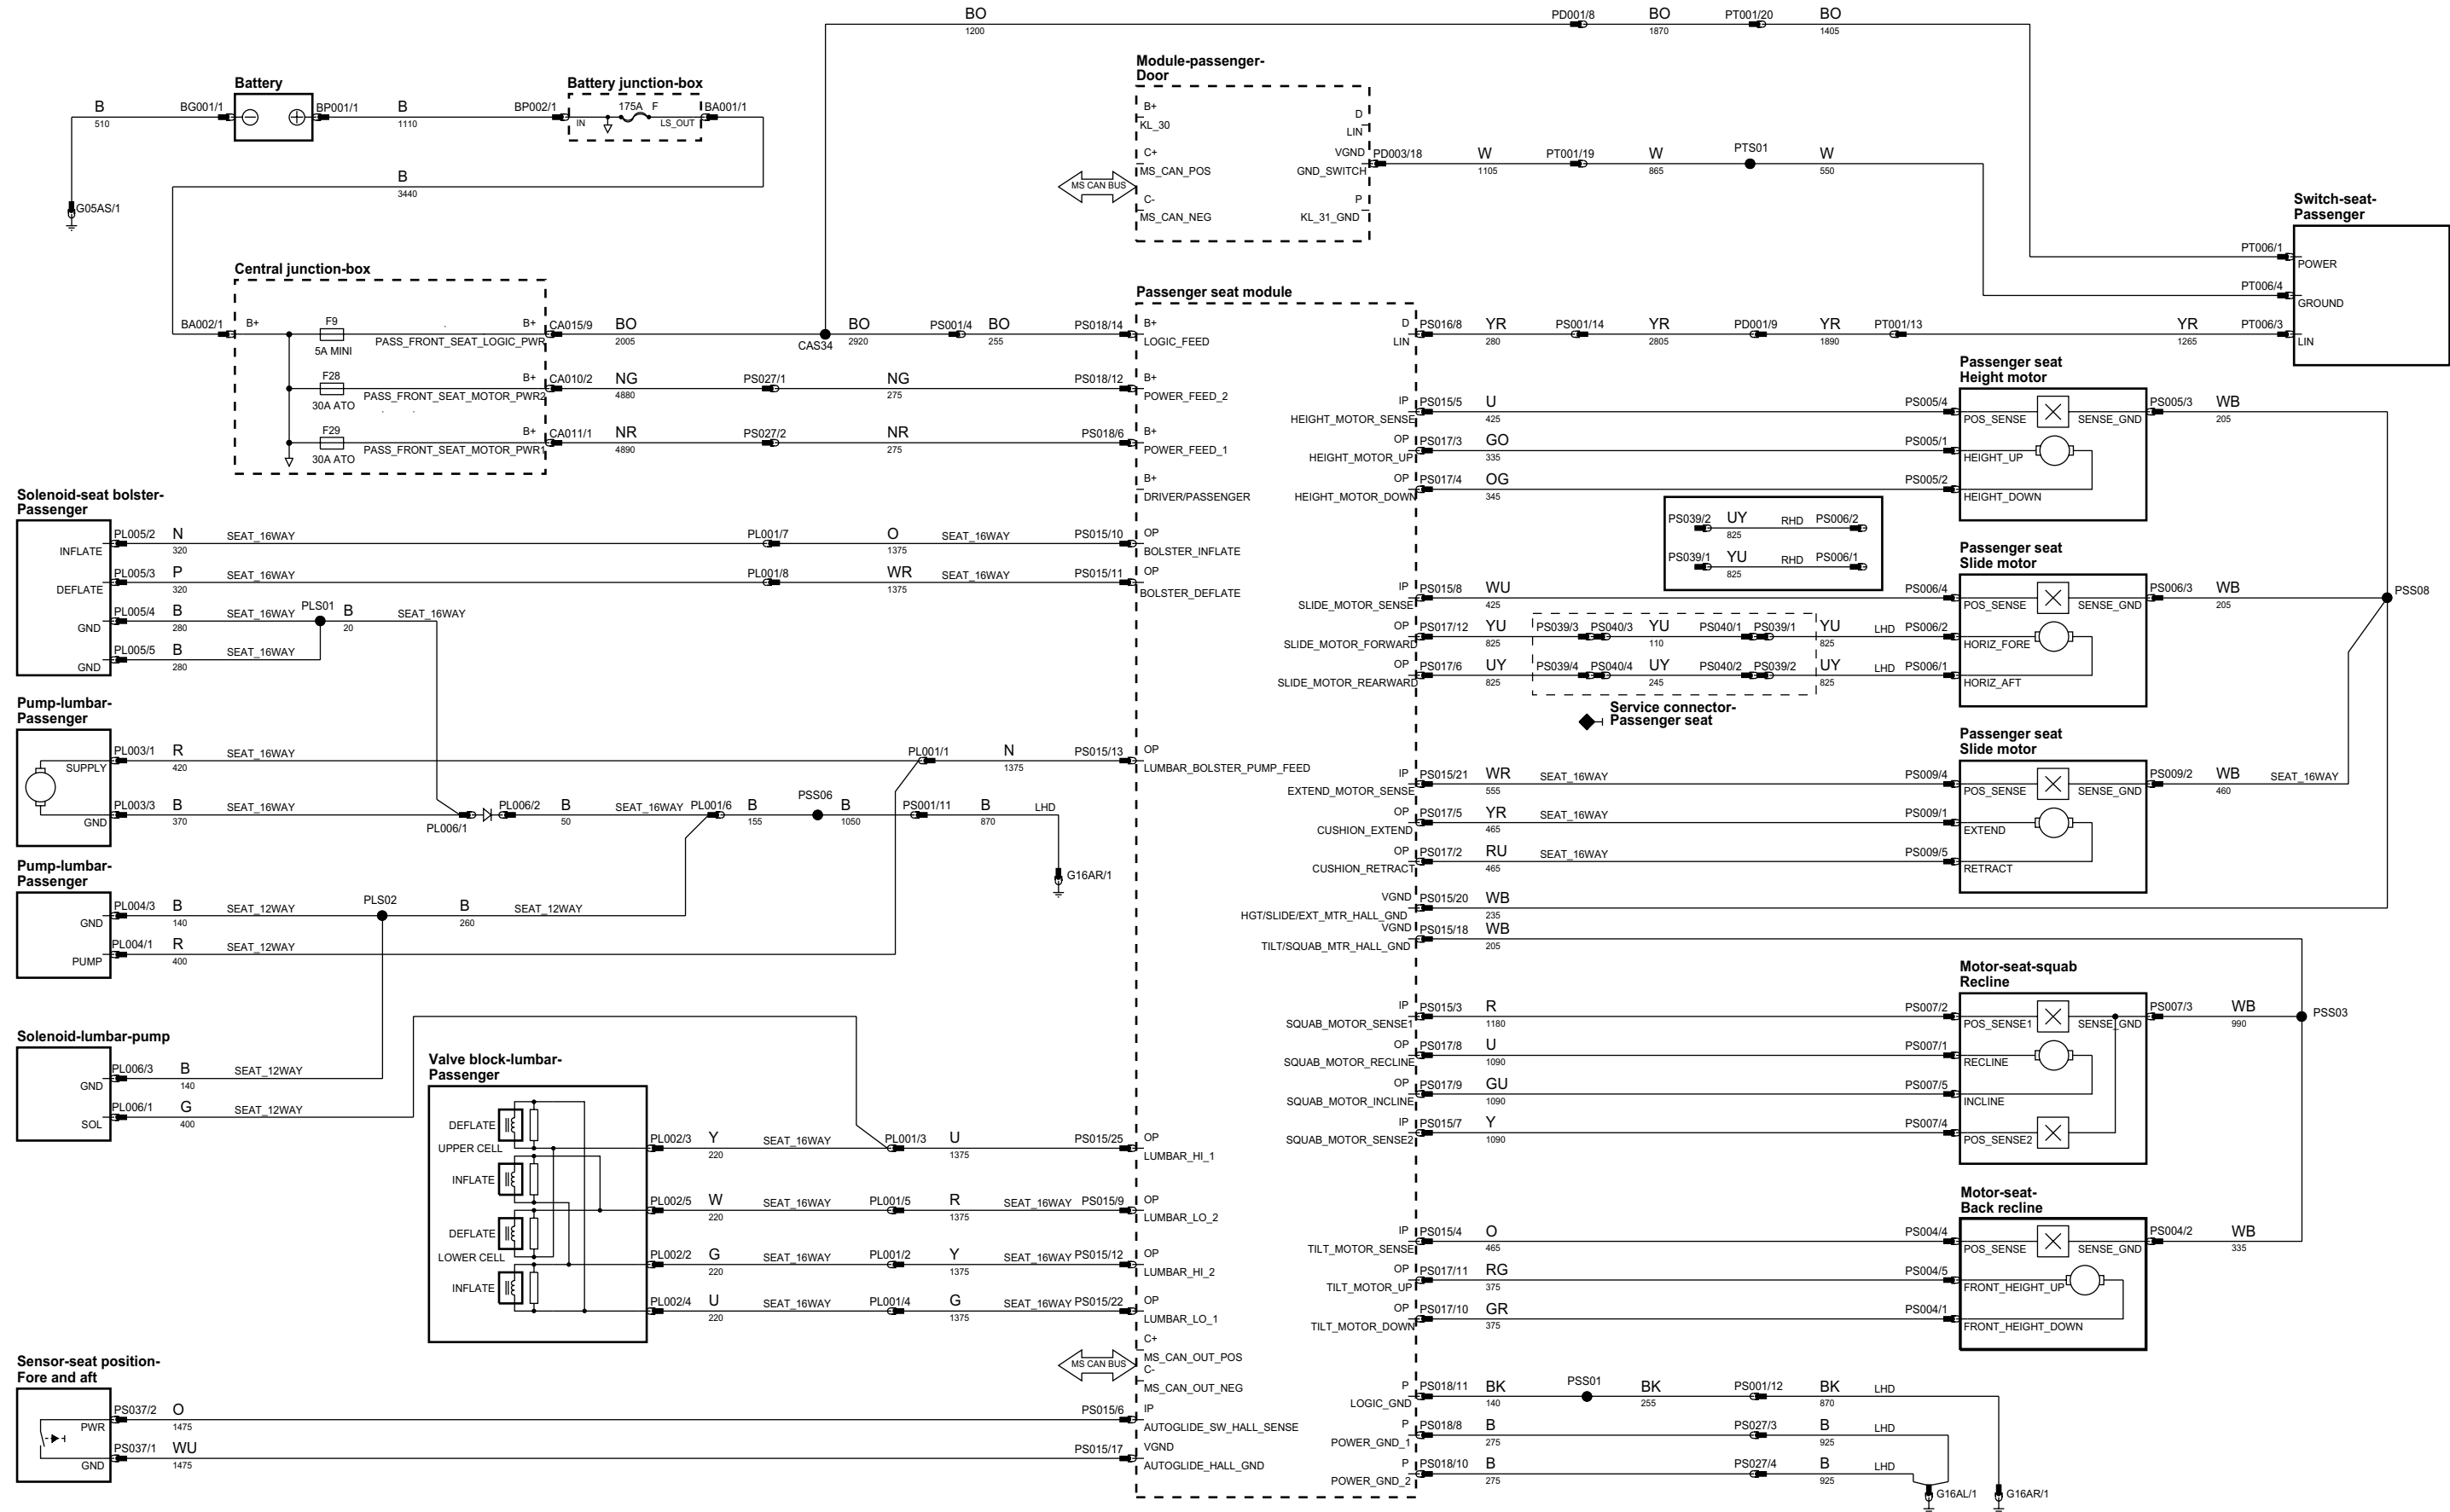 BO
1200
PD001/8
BO
1870
PT001/20
BO
1405
Battery
B
510
BG001/1
BP001/1
B
1110
BP002/1
Battery junction-box
175A F
IN
LS_OUT
BA001/1
B
3440
G05AS/1
Module-passenger-
Door
B+
KL_30
C+
MS_CAN_POS
C-
MS_CAN_NEG
MS CAN BUS
D
LIN
VGND
GND_SWITCH
P
KL_31_GND
PD003/18
W
1105
PT001/19
W
865
PTS01
W
550
Switch-seat-
Passenger
PT006/1
POWER
PT006/4
GROUND
PT006/3
LIN
Central junction-box
BA002/1
B+
F9
5A MINI
B+
PASS_FRONT_SEAT_LOGIC_PWR
CA015/9
BO
2005
CAS34
BO
2920
PS001/4
BO
255
PS018/14
F28
30A ATO
B+
PASS_FRONT_SEAT_MOTOR_PWR2
CA010/2
NG
4880
PS027/1
NG
275
PS018/12
F29
30A ATO
B+
PASS_FRONT_SEAT_MOTOR_PWR1
CA011/1
NR
4890
PS027/2
NR
275
PS018/6
Passenger seat module
B+
LOGIC_FEED
B+
POWER_FEED_2
B+
POWER_FEED_1
B+
DRIVER/PASSENGER
D
LIN
PS016/8
YR
280
PS001/14
YR
2805
PD001/9
YR
1890
PT001/13
YR
1265
Passenger seat
Height motor
IP
HEIGHT_MOTOR_SENSE
PS015/5
U
425
PS005/4
POS_SENSE
SENSE_GND
PS005/3
WB
205
OP
HEIGHT_MOTOR_UP
PS017/3
GO
335
PS005/1
HEIGHT_UP
OP
HEIGHT_MOTOR_DOWN
PS017/4
OG
345
PS005/2
HEIGHT_DOWN
PS039/2
UY
825
RHD
PS006/2
PS039/1
YU
825
RHD
PS006/1
Solenoid-seat bolster-
Passenger
INFLATE
PL005/2
N
320
SEAT_16WAY
PL001/7
O
1375
SEAT_16WAY
PS015/10
OP
BOLSTER_INFLATE
DEFLATE
PL005/3
P
320
SEAT_16WAY
PL001/8
WR
1375
SEAT_16WAY
PS015/11
OP
BOLSTER_DEFLATE
GND
PL005/4
B
280
SEAT_16WAY
PLS01
B
20
SEAT_16WAY
GND
PL005/5
B
280
SEAT_16WAY
Passenger seat
Slide motor
IP
SLIDE_MOTOR_SENSE
PS015/8
WU
425
PS006/4
POS_SENSE
SENSE_GND
PS006/3
WB
205
PSS08
OP
SLIDE_MOTOR_FORWARD
PS017/12
YU
825
PS039/3
PS040/3
YU
110
PS040/1
PS039/1
YU
825
LHD
PS006/2
HORIZ_FORE
OP
SLIDE_MOTOR_REARWARD
PS017/6
UY
825
PS039/4
PS040/4
UY
245
PS040/2
PS039/2
UY
825
LHD
PS006/1
HORIZ_AFT
Service connector-
Passenger seat
Pump-lumbar-
Passenger
SUPPLY
PL003/1
R
420
SEAT_16WAY
PL001/1
N
1375
PS015/13
OP
LUMBAR_BOLSTER_PUMP_FEED
GND
PL003/3
B
370
SEAT_16WAY
PL006/1
PL006/2
B
50
SEAT_16WAY
PL001/6
B
155
PSS06
B
1050
PS001/11
B
870
LHD
G16AR/1
Passenger seat
Slide motor
IP
EXTEND_MOTOR_SENSE
PS015/21
WR
555
SEAT_16WAY
PS009/4
POS_SENSE
SENSE_GND
PS009/2
WB
460
SEAT_16WAY
OP
CUSHION_EXTEND
PS017/5
YR
465
SEAT_16WAY
PS009/1
EXTEND
OP
CUSHION_RETRACT
PS017/2
RU
465
SEAT_16WAY
PS009/5
RETRACT
Pump-lumbar-
Passenger
GND
PL004/3
B
140
SEAT_12WAY
PLS02
B
260
SEAT_12WAY
PUMP
PL004/1
R
400
SEAT_12WAY
VGND
HGT/SLIDE/EXT_MTR_HALL_GND
PS015/20
WB
235
VGND
TILT/SQUAB_MTR_HALL_GND
PS015/18
WB
205
Motor-seat-squab
Recline
IP
SQUAB_MOTOR_SENSE1
PS015/3
R
1180
PS007/2
POS_SENSE1
SENSE_GND
PS007/3
WB
990
PSS03
OP
SQUAB_MOTOR_RECLINE
PS017/8
U
1090
PS007/1
RECLINE
OP
SQUAB_MOTOR_INCLINE
PS017/9
GU
1090
PS007/5
INCLINE
IP
SQUAB_MOTOR_SENSE2
PS015/7
Y
1090
PS007/4
POS_SENSE2
Solenoid-lumbar-pump
GND
PL006/3
B
140
SEAT_12WAY
SOL
PL006/1
G
400
SEAT_12WAY
Valve block-lumbar-
Passenger
DEFLATE
UPPER CELL
INFLATE
DEFLATE
LOWER CELL
INFLATE
PL002/3
Y
220
SEAT_16WAY
PL001/3
U
1375
PS015/25
OP
LUMBAR_HI_1
PL002/5
W
220
SEAT_16WAY
PL001/5
R
1375
SEAT_16WAY
PS015/9
OP
LUMBAR_LO_2
PL002/2
G
220
SEAT_16WAY
PL001/2
Y
1375
SEAT_16WAY
PS015/12
OP
LUMBAR_HI_2
PL002/4
U
220
SEAT_16WAY
PL001/4
G
1375
SEAT_16WAY
PS015/22
OP
LUMBAR_LO_1
Motor-seat-
Back recline
IP
TILT_MOTOR_SENSE
PS015/4
O
465
PS004/4
POS_SENSE
SENSE_GND
PS004/2
WB
335
OP
TILT_MOTOR_UP
PS017/11
RG
375
PS004/5
FRONT_HEIGHT_UP
OP
TILT_MOTOR_DOWN
PS017/10
GR
375
PS004/1
FRONT_HEIGHT_DOWN
MS CAN BUS
C+
MS_CAN_OUT_POS
C-
MS_CAN_OUT_NEG
Sensor-seat position-
Fore and aft
PWR
PS037/2
O
1475
PS015/6
IP
AUTOGLIDE_SW_HALL_SENSE
GND
PS037/1
WU
1475
PS015/17
VGND
AUTOGLIDE_HALL_GND
P
LOGIC_GND
PS018/11
BK
140
PSS01
BK
255
PS001/12
BK
870
LHD
P
POWER_GND_1
PS018/8
B
275
PS027/3
B
925
LHD
P
POWER_GND_2
PS018/10
B
275
PS027/4
B
925
LHD
G16AL/1
G16AR/1